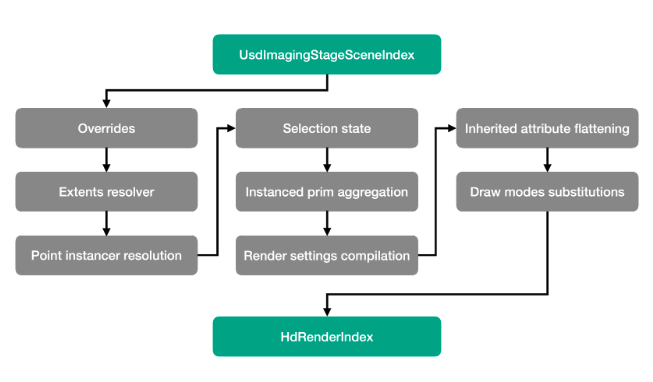 UsdImagingStageSceneIndex
Overrides
Extents resolver
Point instancer resolution
Selection state
Instanced prim aggregation
Render settings compilation
Inherited attribute flattening
Draw modes substitutions
HdRenderIndex